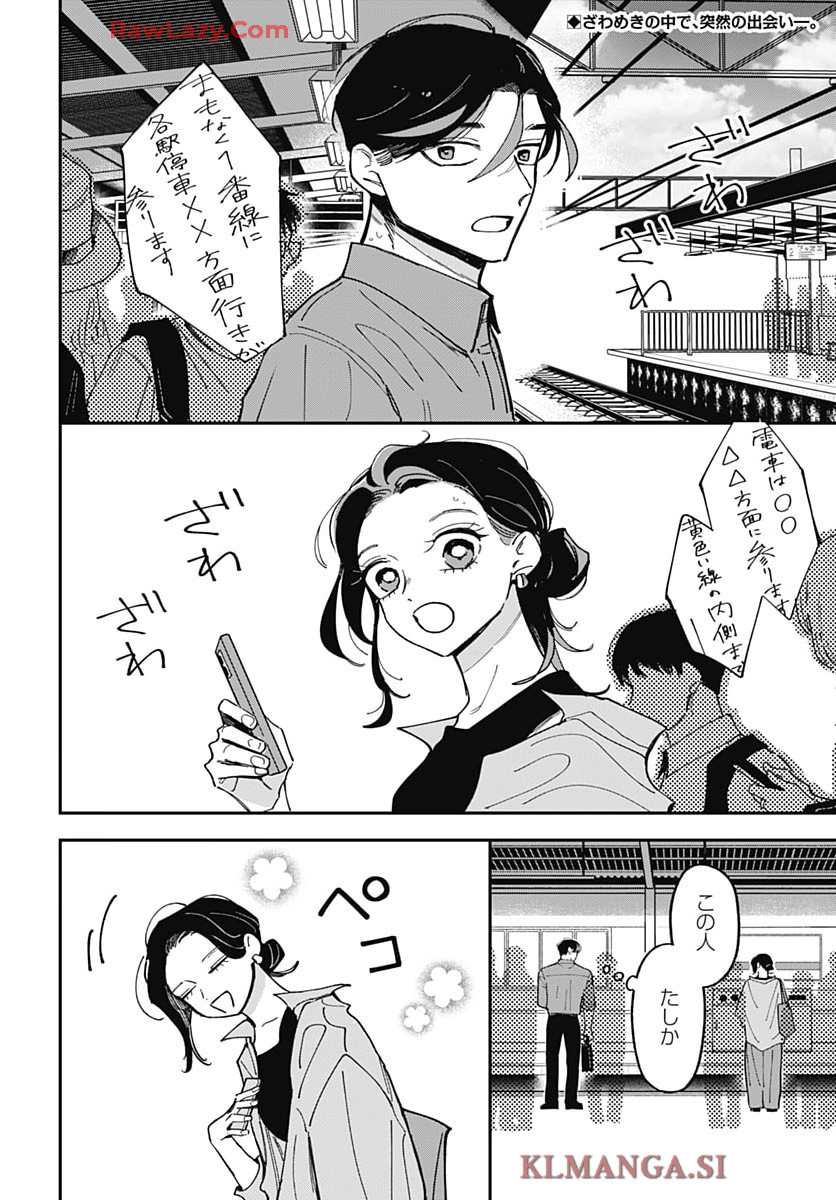 RawLazy.Com
◆ざわめきの中で、突然の出会いー。
ざわ
ざわ
まもなく1番線に
各駅停車××方面行きが
参ります
電車は〇〇
△△方面に参ります
黄色い線の内側まで
ざわ
ざわ
この人
たしか
ペコ
KLMANGA.SI